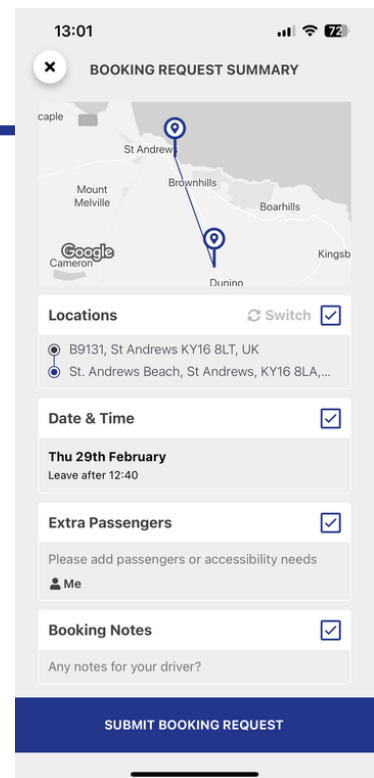 13:01
72
BOOKING REQUEST SUMMARY
caple
St Andrews
Brownhills
Mount
Melville
Boarhills
Google
Cameron
Kingsb
Dunino
Locations
Switch
B9131, St Andrews KY16 8LT, UK
St. Andrews Beach, St Andrews, KY16 8LA,...
Date & Time
Thu 29th February
Leave after 12:40
Extra Passengers
Please add passengers or accessibility needs
Me
Booking Notes
Any notes for your driver?
SUBMIT BOOKING REQUEST